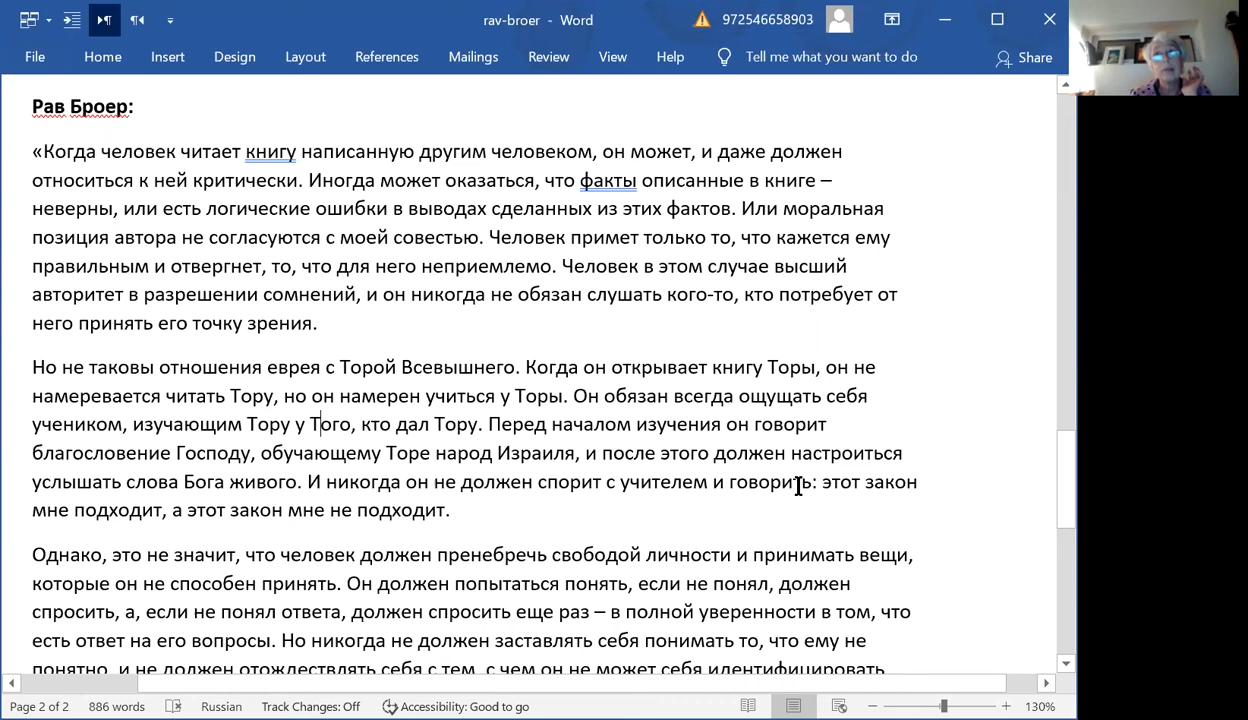 rav-broer - Word
972546658903
File Home Insert Design Layout References Mailings Review View Help Tell me what you want to do Share
Рав Броер:
«Когда человек читает книгу написанную другим человеком, он может, и даже должен
относиться к ней критически. Иногда может оказаться, что факты описанные в книге –
неверны, или есть логические ошибки в выводах сделанных из этих фактов. Или моральная
позиция автора не согласуются с моей совестью. Человек примет только то, что кажется ему
правильным и отвергнет, то, что для него неприемлемо. Человек в этом случае высший
авторитет в разрешении сомнений, и он никогда не обязан слушать кого-то, кто потребует от
него принять его точку зрения.
Но не таковы отношения еврея с Торой Всевышнего. Когда он открывает книгу Торы, он не
намеревается читать Тору, но он намерен учиться у Торы. Он обязан всегда ощущать себя
учеником, изучающим Тору у Того, кто дал Тору. Перед началом изучения он говорит
благословение Господу, обучающему Торе народ Израиля, и после этого должен настроиться
услышать слова Бога живого. И никогда он не должен спорит с учителем и говорить: этот закон
мне подходит, а этот закон мне не подходит.
Однако, это не значит, что человек должен пренебречь свободой личности и принимать вещи,
которые он не способен принять. Он должен попытаться понять, если не понял, должен
спросить, а, если не понял ответа, должен спросить еще раз – в полной уверенности в том, что
есть ответ на его вопросы. Но никогда не должен заставлять себя понимать то, что ему не
понятно, и не должен отождествлять себя с тем, с чем он не может себя идентифицировать
Page 2 of 2 886 words Russian Track Changes: Off Accessibility: Good to go 130%